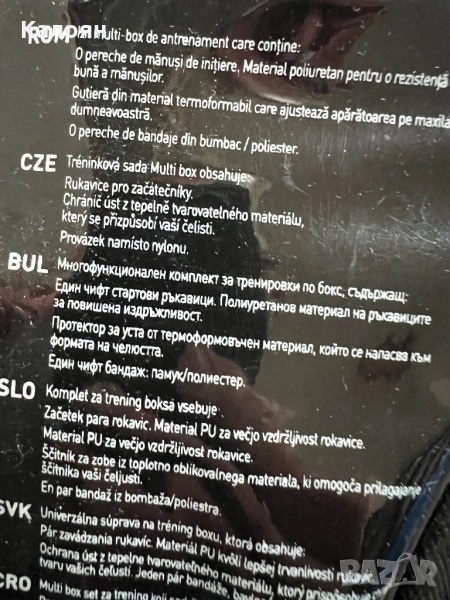 Кампрян
ROM Multi-box de antrenament care conține:
O pereche de mănuși de inițiere, Material poliuretan pentru o rezistență
bună a mănușilor.
Gutieră din material termoformabil care ajustează apărătoarea pe maxila
dumneavoastră.
O pereche de bandaje din bumbac / poliester.
CZE Tréninková sada Multi box obsahuje:
Rukavice pro začátečníky.
Chránič úst z tepelně tvarovatelného materiálu,
který se přizpůsobí vaší čelisti.
Provázek namísto nylonu.
BUL Многофункционален комплект за тренировки по бокс, съдържащ:
Един чифт стартови ръкавици. Полиуретанов материал на ръкавиците
за повишена издръжливост.
Протектор за уста от термоформовъчен материал, който се напасва към
формата на челюстта.
Един чифт бандаж: памук/полиестер.
SLO Komplet za trening boksa vsebuje:
Začetek para rokavic. Material PU za večjo vzdržljivost rokavice.
Material PU za večjo vzdržljivost rokavice.
Ščitnik za zobe iz toplotno oblikovalnega materiala, ki omogoča prilagajanje
ščitnika vaši čeljusti.
En par bandaž iz bombaža/poliestra.
SVK Univerzálna súprava na tréning boxu, ktorá obsahuje:
Pár zavádzania rukavíc. Materiál PU kvôli lepšej trvanlivosti rukavíc.
Ochrana úst z tepelne tvarovateľného materiálu, ktorý prispôsobuje
tvaru vašich čeľustí. Jeden pár bandáže,
CRO Multi box set za trening koji
BAZAR